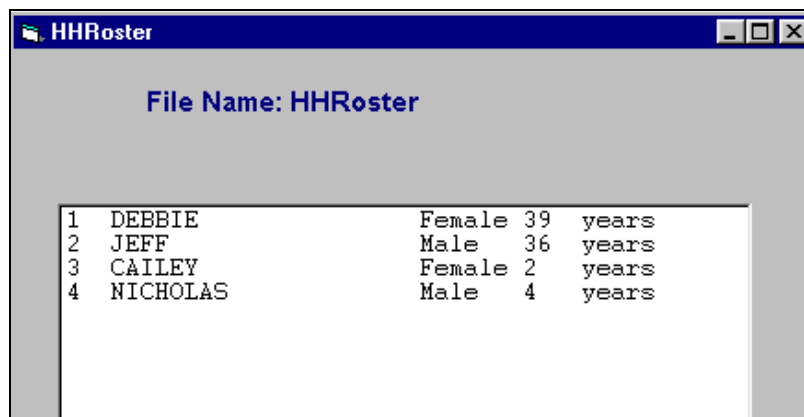 HHRoster
File Name: HHRoster
1 DEBBIE Female 39 years
2 JEFF Male 36 years
3 CAILEY Female 2 years
4 NICHOLAS Male 4 years